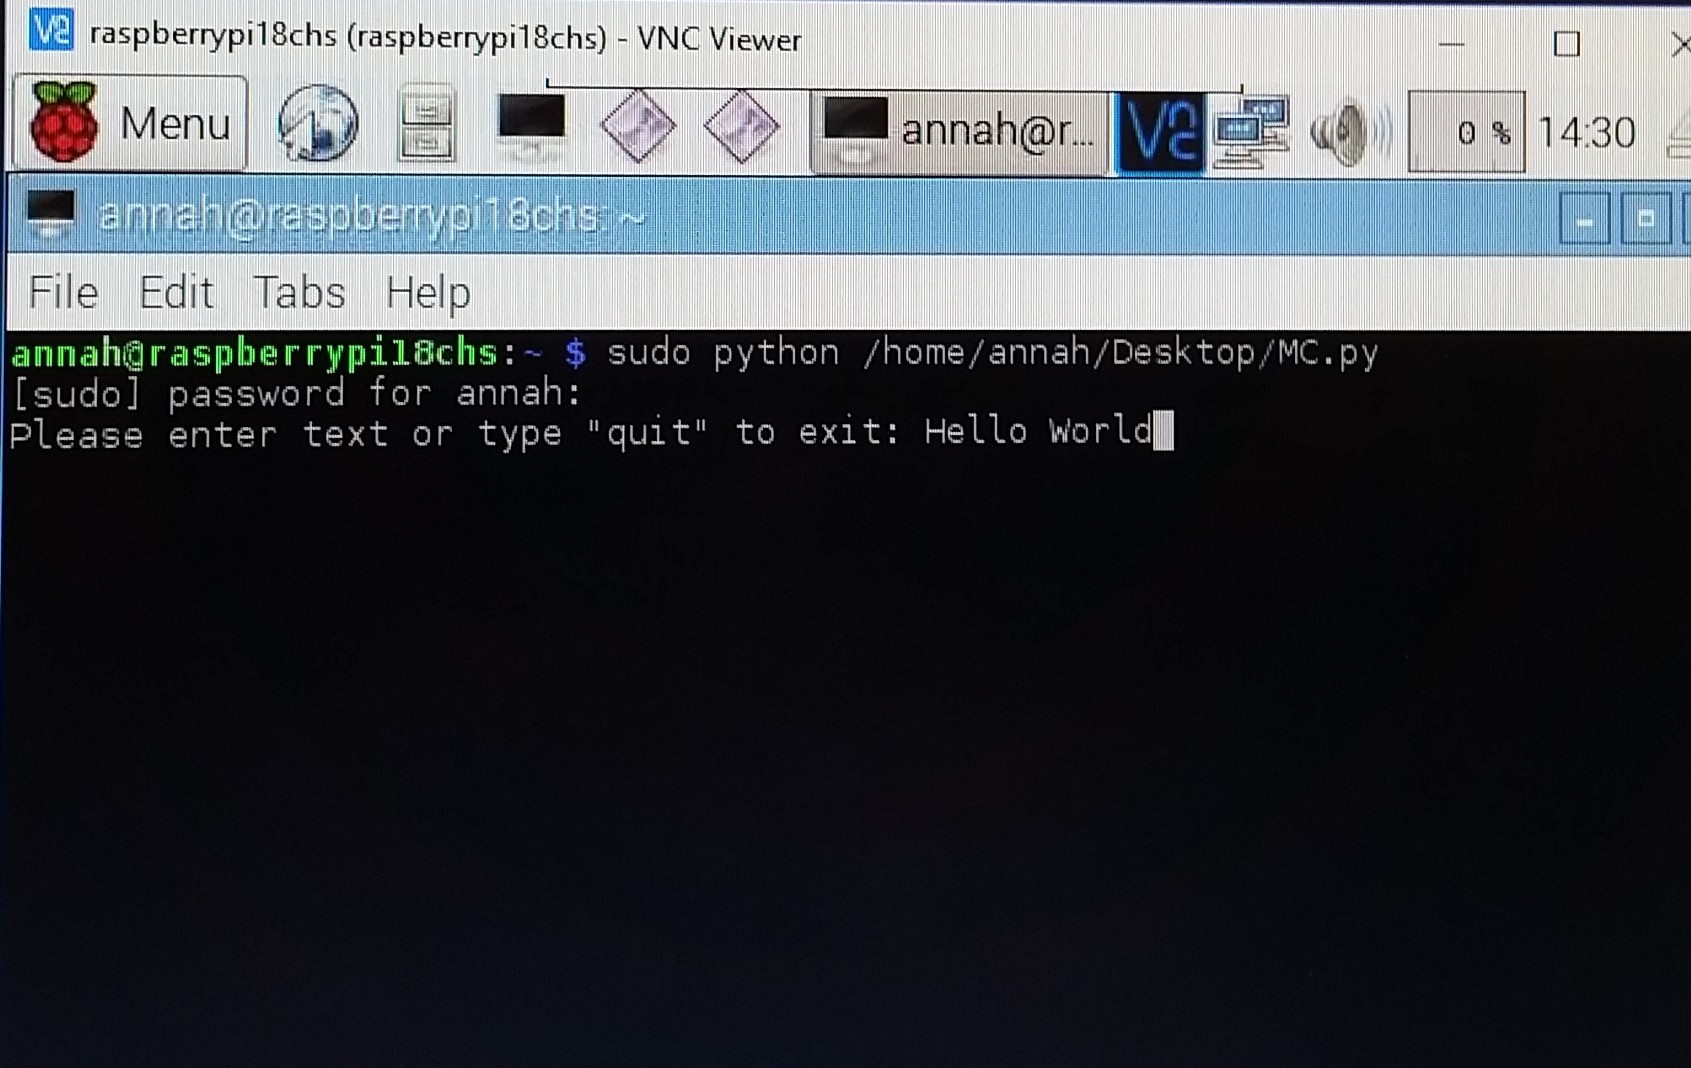 raspberrypi18chs (raspberrypi18chs) - VNC Viewer
Menu
annah@r...
0 %
14:30
annah@raspberrypi18chs: ~
File Edit Tabs Help
annah@raspberrypi18chs:~ $ sudo python /home/annah/Desktop/MC.py
[sudo] password for annah:
Please enter text or type "quit" to exit: Hello World